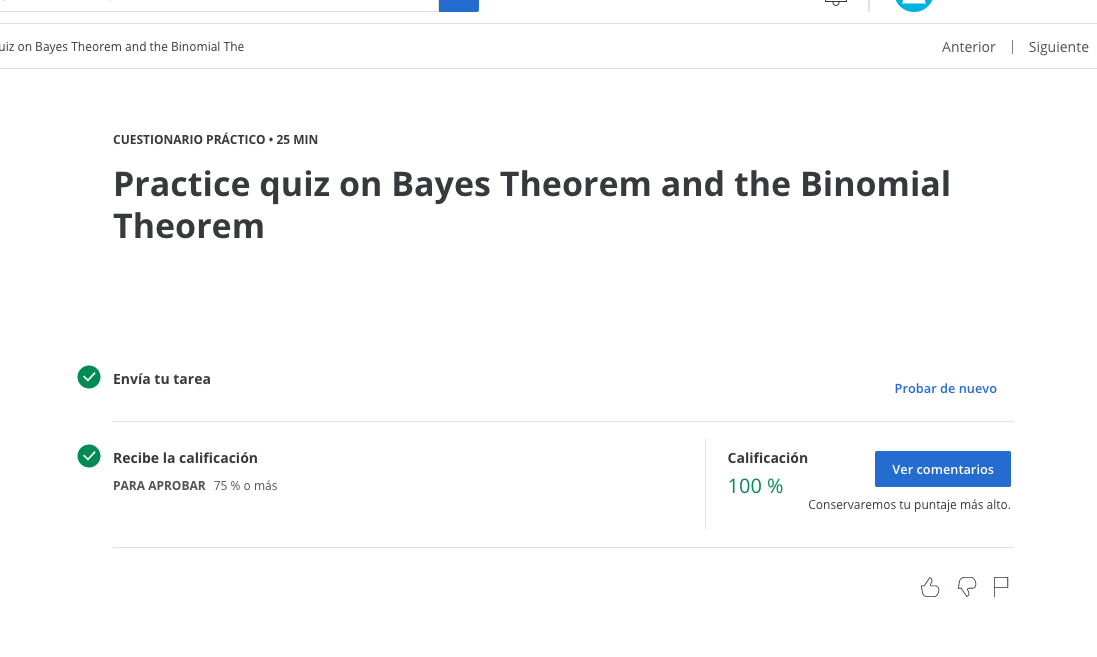 uiz on Bayes Theorem and the Binomial The
Anterior | Siguiente
CUESTIONARIO PRÁCTICO • 25 MIN
Practice quiz on Bayes Theorem and the Binomial
Theorem
Envía tu tarea
Probar de nuevo
Recibe la calificación
PARA APROBAR 75 % o más
Calificación
100 %
Ver comentarios
Conservaremos tu puntaje más alto.